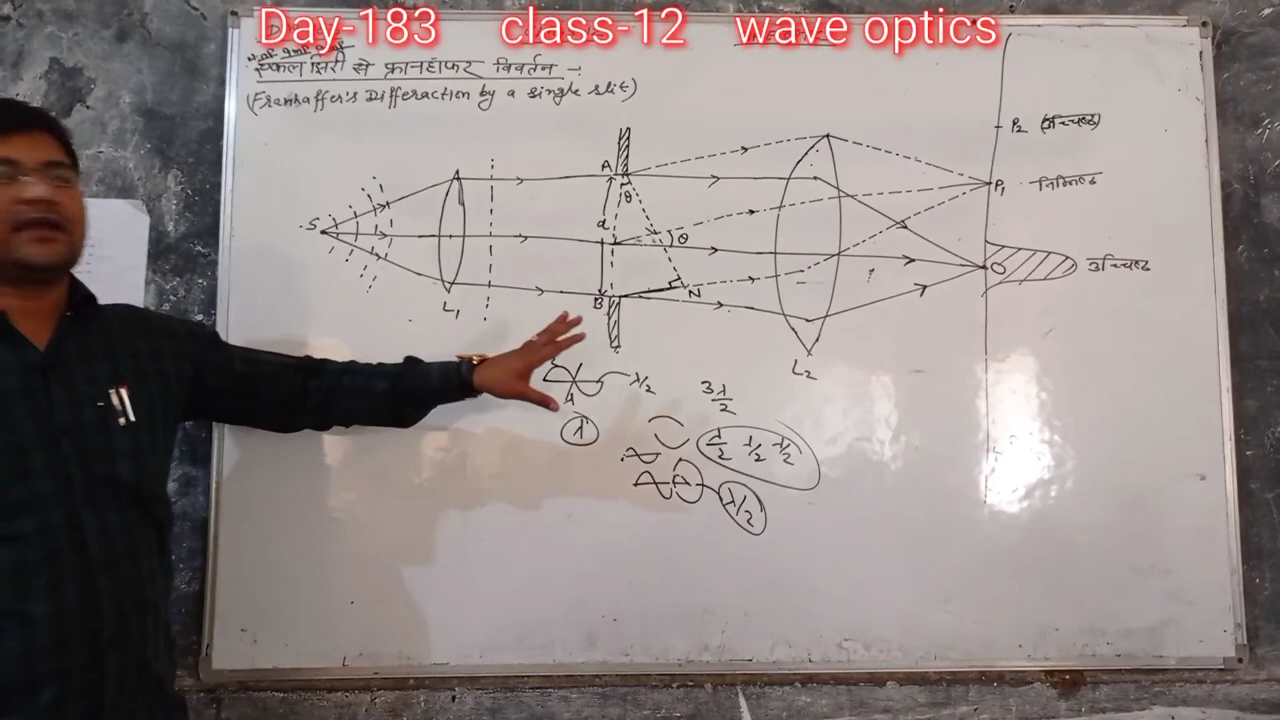 Day-183 class-12 wave optics
एकल झिरी से फ्रानहॉफर विवर्तन :-
(Fraunhaffer's Differaction by a single slit)
P₂ (उच्चिष्ठ)
A
θ
P₁ निम्निष्ठ
S
d
θ
O उच्चिष्ठ
B
N
L₁
L₂
λ/2
3λ/2
λ
λ/2 λ/2 λ/2
λ/2